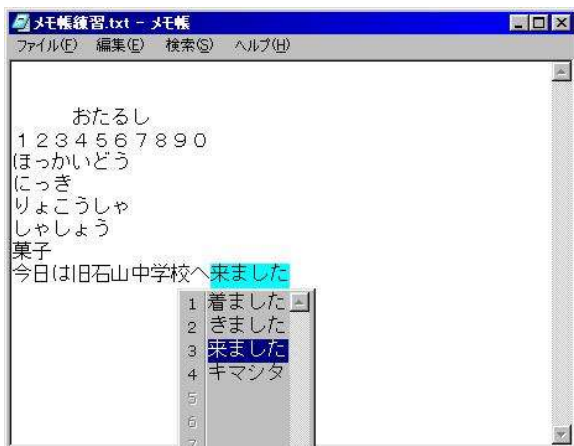 メモ帳練習.txt - メモ帳
ファイル(F) 編集(E) 検索(S) ヘルプ(H)
おたるし
１２３４５６７８９０
ほっかいどう
にっき
りょこうしゃ
しゃしょう
菓子
今日は旧石山中学校へ来ました
1 着ました
2 きました
3 来ました
4 キマシタ
5
6
7